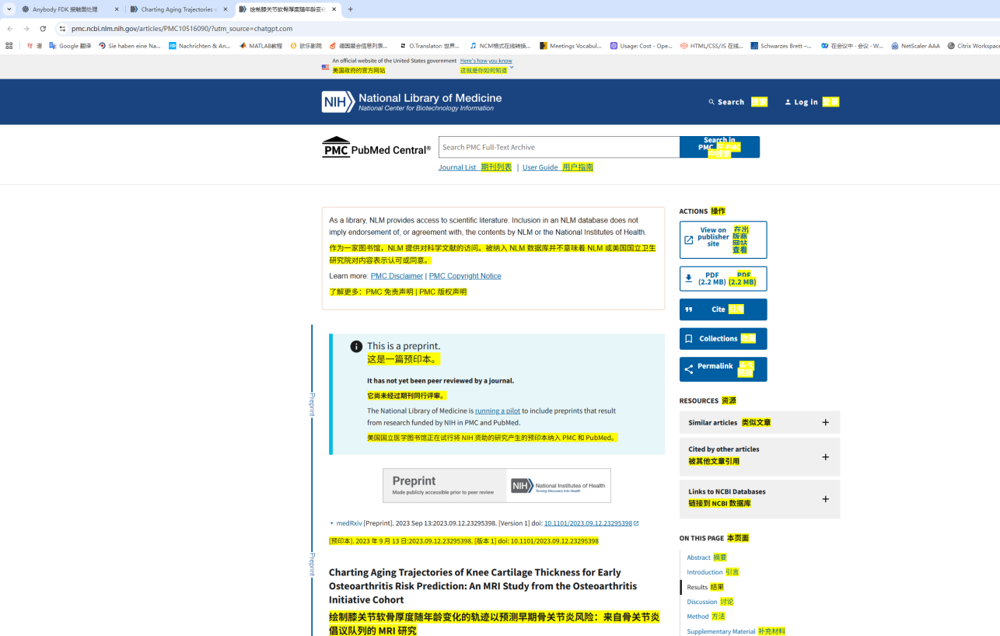 Anybody FDK 接触面处理
Charting Aging Trajectories o
绘制膝关节软骨厚度随年龄变化
pmc.ncbi.nlm.nih.gov/articles/PMC10516090/?utm_source=chatgpt.com
Google 翻译
Sie haben eine Na...
Nachrichten & An...
MATLAB教程
欧乐影院
德国展会信息列表...
O.Translator: 世界...
NCM格式在线转换...
Meetings Vocabul...
Usage: Cost - Ope...
HTML/CSS/JS 在线...
Schwarzes Brett –...
在会议中 · 会议 · W...
NetScaler AAA
Citrix Workspace
An official website of the United States government Here's how you know
美国政府的官方网站 这就是你如何知道
NIH National Library of Medicine
National Center for Biotechnology Information
Search 搜索
Log in 登录
PMC PubMed Central®
Search PMC Full-Text Archive
Search in
PMC 在 PMC
中搜索
Journal List 期刊列表 | User Guide 用户指南
As a library, NLM provides access to scientific literature. Inclusion in an NLM database does not
imply endorsement of, or agreement with, the contents by NLM or the National Institutes of Health.
作为一家图书馆，NLM 提供对科学文献的访问。被纳入 NLM 数据库并不意味着 NLM 或美国国立卫生
研究院对内容表示认可或同意。
Learn more: PMC Disclaimer | PMC Copyright Notice
了解更多：PMC 免责声明 | PMC 版权声明
Preprint
This is a preprint.
这是一篇预印本。
It has not yet been peer reviewed by a journal.
它尚未经过期刊同行评审。
The National Library of Medicine is running a pilot to include preprints that result
from research funded by NIH in PMC and PubMed.
美国国立医学图书馆正在试行将 NIH 资助的研究产生的预印本纳入 PMC 和 PubMed。
Preprint
Made publicly accessible prior to peer review
NIH National Institutes of Health
Turning Discovery Into Health
medRxiv [Preprint]. 2023 Sep 13:2023.09.12.23295398. [Version 1] doi: 10.1101/2023.09.12.23295398
[预印本]. 2023 年 9 月 13 日:2023.09.12.23295398. [版本 1] doi: 10.1101/2023.09.12.23295398
Preprint
Charting Aging Trajectories of Knee Cartilage Thickness for Early
Osteoarthritis Risk Prediction: An MRI Study from the Osteoarthritis
Initiative Cohort
绘制膝关节软骨厚度随年龄变化的轨迹以预测早期骨关节炎风险：来自骨关节炎
倡议队列的 MRI 研究
ACTIONS 操作
View on
publisher
site
在出
版商
网站
查看
PDF
(2.2 MB)
PDF
(2.2 MB)
Cite 引用
Collections 收藏
Permalink
RESOURCES 资源
Similar articles 类似文章
Cited by other articles
被其他文章引用
Links to NCBI Databases
链接到 NCBI 数据库
ON THIS PAGE 本页面
Abstract 摘要
Introduction 引言
Results 结果
Discussion 讨论
Method 方法
Supplementary Material 补充材料